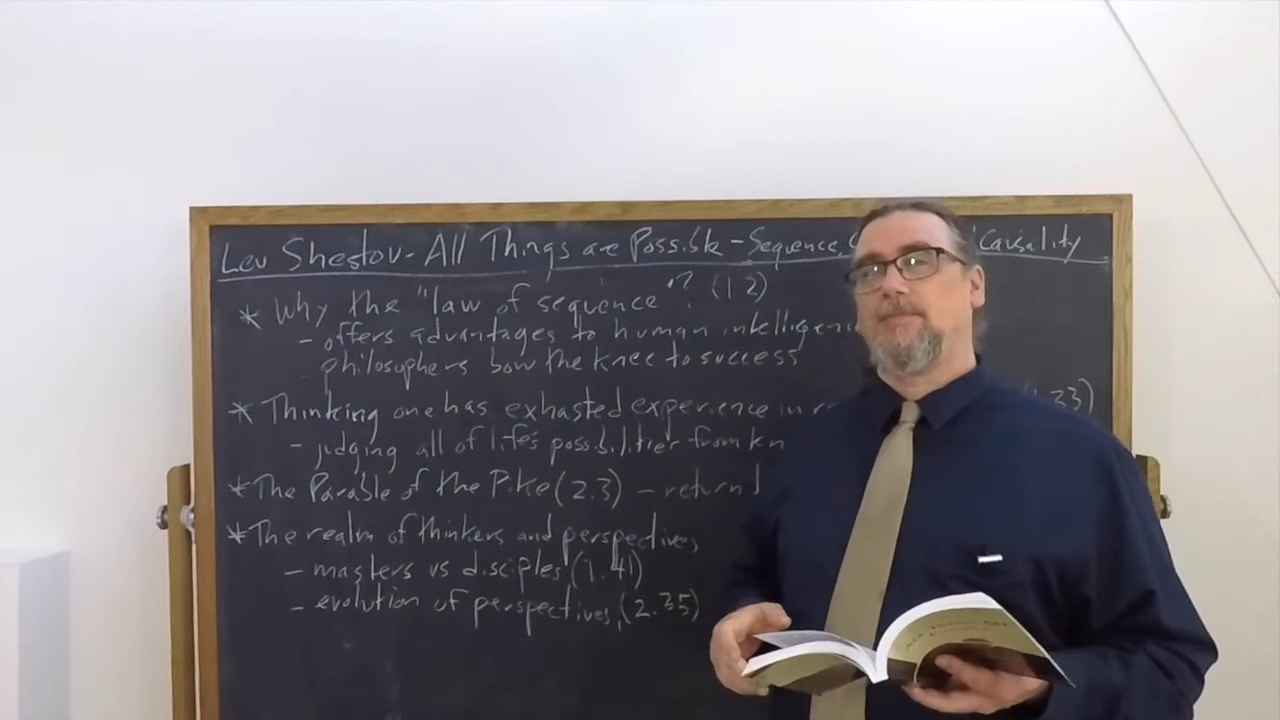 Lev Shestov - All Things are Possible - Sequence, Causality
* Why the "law of sequence"? (1.2)
- offers advantages to human intelligence
philosophers bow the knee to success
* Thinking one has exhasted experience in 1.33)
- judging all of life's possibilities from
* The Parable of the Pike (2.3) - return
* The realm of thinkers and perspectives
- masters vs disciples, (1.41)
- evolution of perspectives, (2.35)